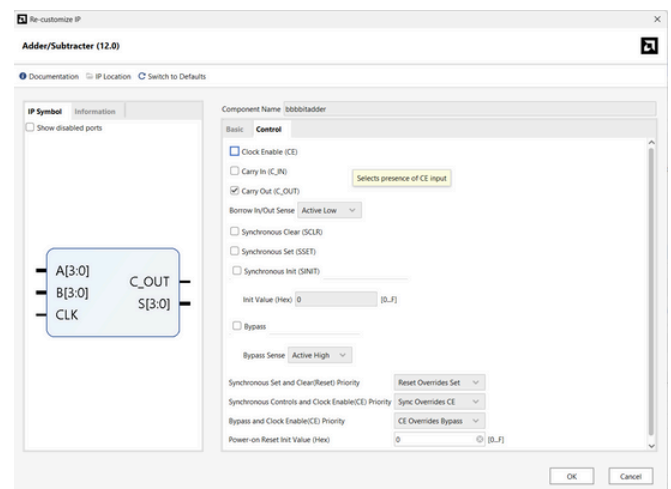 Re-customize IP
Adder/Subtracter (12.0)
Documentation IP Location Switch to Defaults
IP Symbol Information
Show disabled ports
A[3:0]
B[3:0]
CLK
C_OUT
S[3:0]
Component Name bbbbitadder
Basic Control
Clock Enable (CE)
Carry In (C_IN)
Selects presence of CE input
Carry Out (C_OUT)
Borrow In/Out Sense Active Low
Synchronous Clear (SCLR)
Synchronous Set (SSET)
Synchronous Init (SINIT)
Init Value (Hex) 0 [0..F]
Bypass
Bypass Sense Active High
Synchronous Set and Clear(Reset) Priority Reset Overrides Set
Synchronous Controls and Clock Enable(CE) Priority Sync Overrides CE
Bypass and Clock Enable(CE) Priority CE Overrides Bypass
Power-on Reset Init Value (Hex) 0 [0..F]
OK Cancel